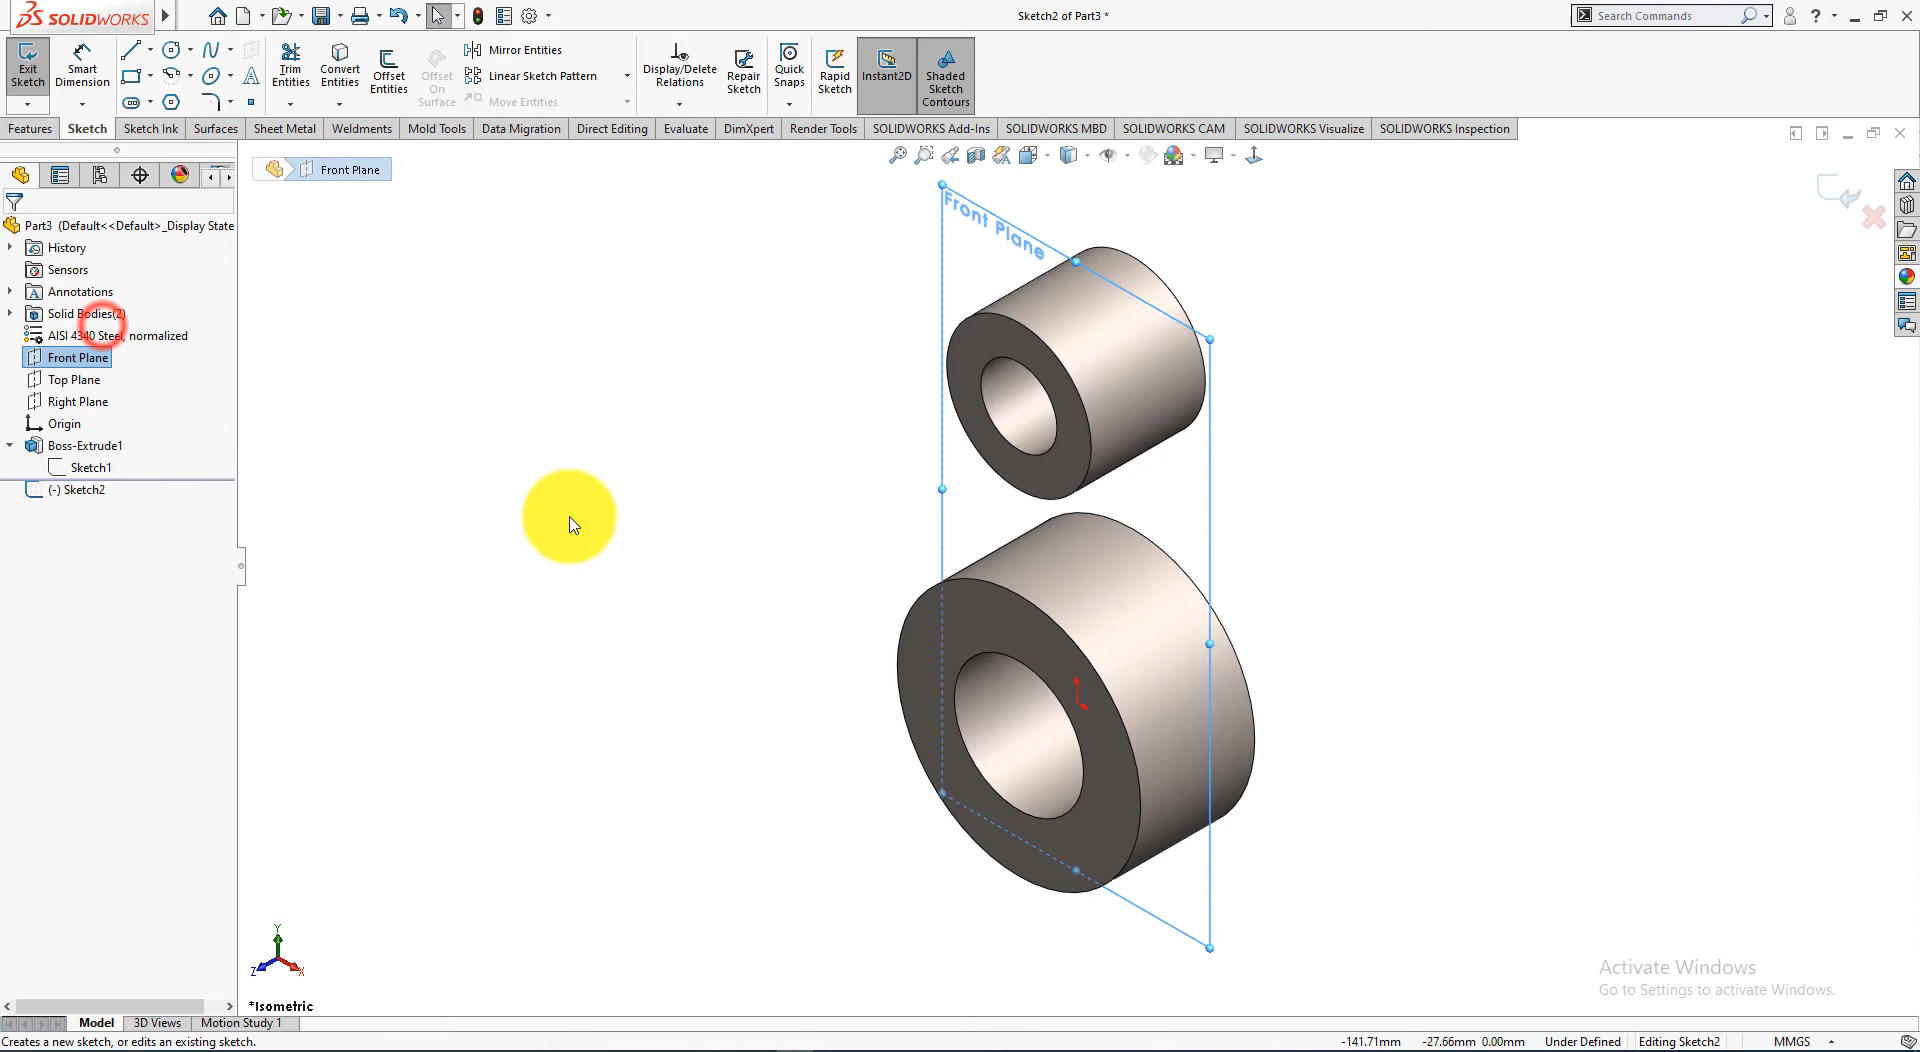 SOLIDWORKS
Sketch2 of Part3 *
Search Commands
Exit Sketch
Smart Dimension
Trim Entities
Convert Entities
Offset Entities
Offset On Surface
Mirror Entities
Linear Sketch Pattern
Move Entities
Display/Delete Relations
Repair Sketch
Quick Snaps
Rapid Sketch
Instant2D
Shaded Sketch Contours
Features
Sketch
Sketch Ink
Surfaces
Sheet Metal
Weldments
Mold Tools
Data Migration
Direct Editing
Evaluate
DimXpert
Render Tools
SOLIDWORKS Add-Ins
SOLIDWORKS MBD
SOLIDWORKS CAM
SOLIDWORKS Visualize
SOLIDWORKS Inspection
Front Plane
Part3 (Default<<Default>_Display State
History
Sensors
Annotations
Solid Bodies(2)
AISI 4340 Steel, normalized
Front Plane
Top Plane
Right Plane
Origin
Boss-Extrude1
Sketch1
(-) Sketch2
Front Plane
Y
Z
X
*Isometric
Activate Windows
Go to Settings to activate Windows.
Model
3D Views
Motion Study 1
Creates a new sketch, or edits an existing sketch.
-141.71mm
-27.66mm 0.00mm
Under Defined
Editing Sketch2
MMGS